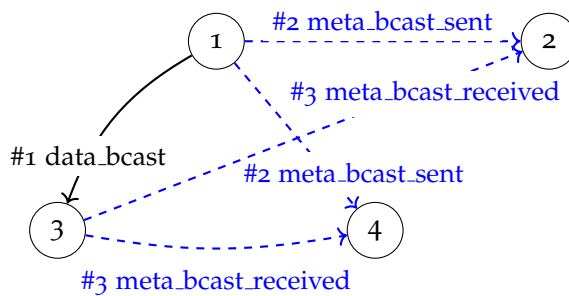 #2 meta_bcast_sent
1
2
#3 meta_bcast_received
#1 data_bcast
#2 meta_bcast_sent
3
4
#3 meta_bcast_received